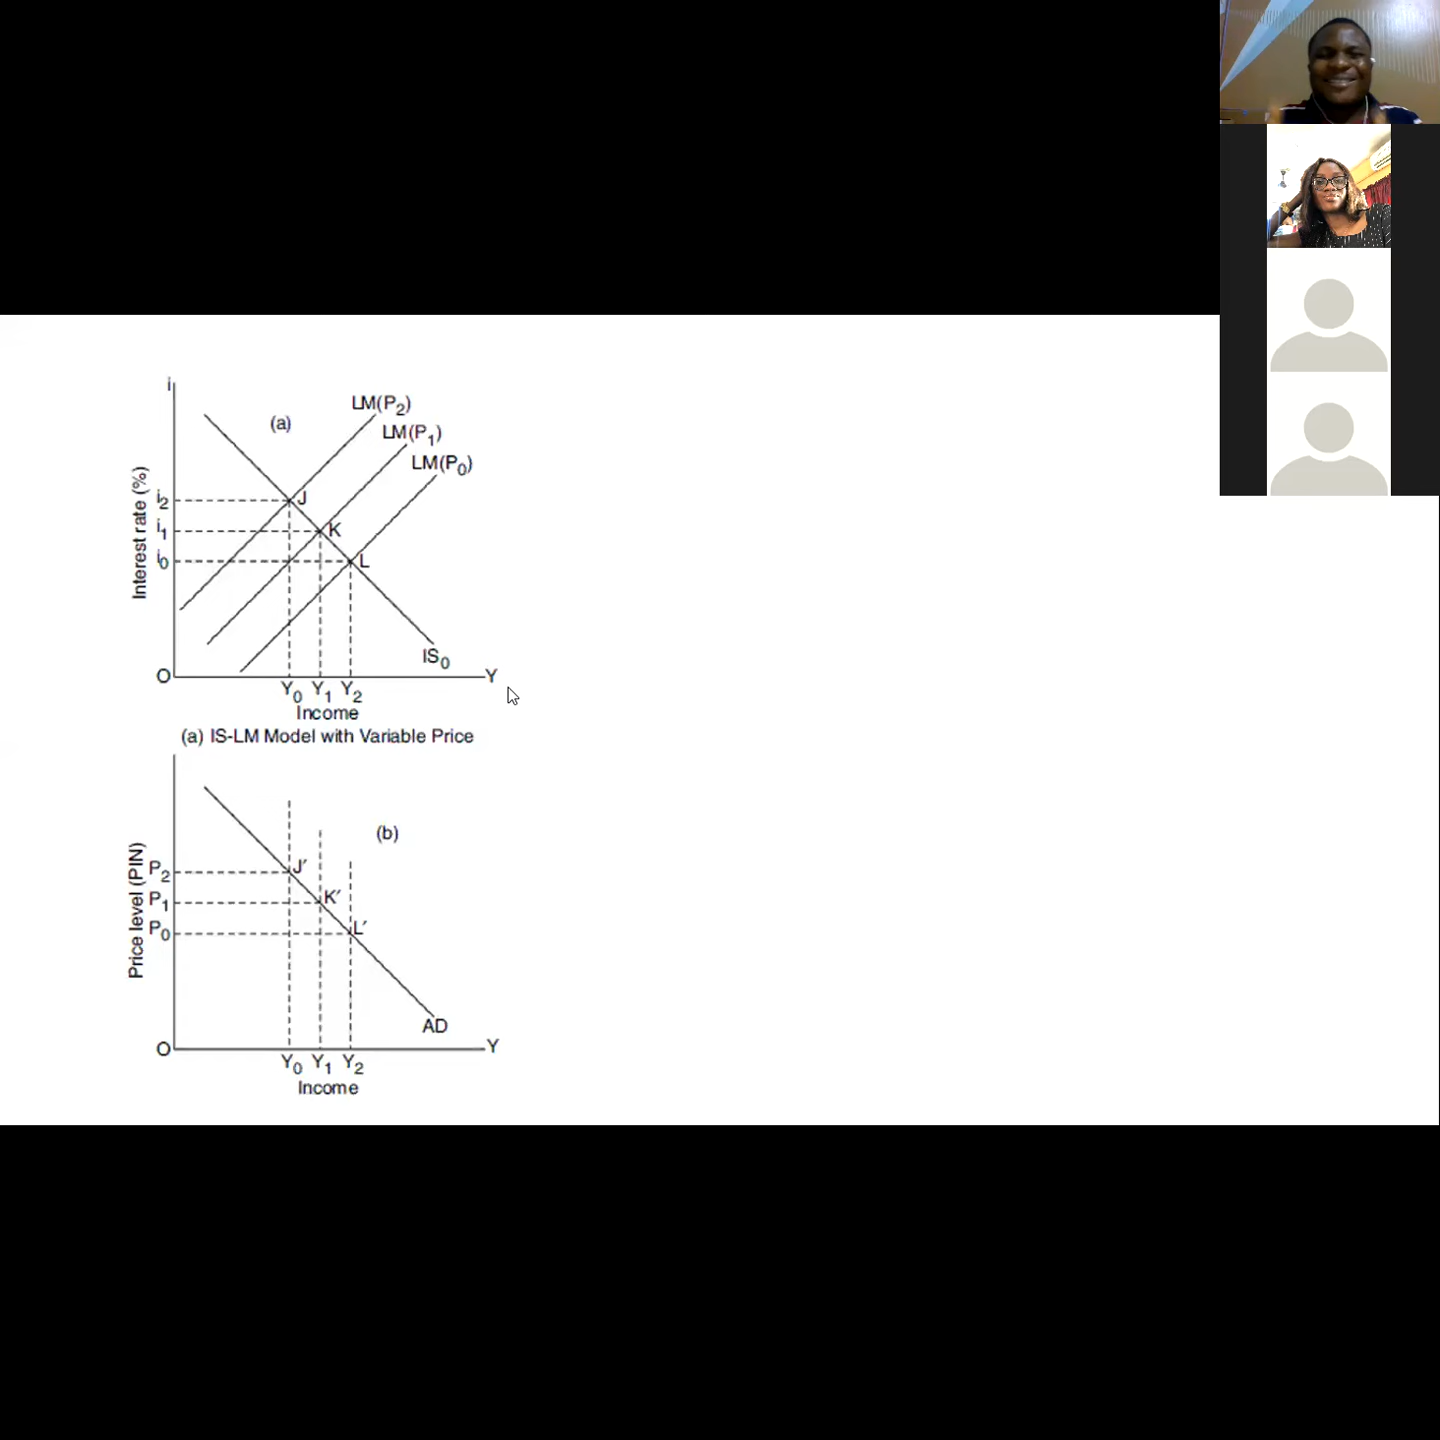 i
(a)
LM(P2)
LM(P1)
LM(P0)
Interest rate (%)
i2
i1
i0
J
K
L
IS0
O
Y
Y0 Y1 Y2
Income
(a) IS-LM Model with Variable Price
(b)
Price level (PIN)
P2
P1
P0
J′
K′
L′
AD
O
Y
Y0 Y1 Y2
Income